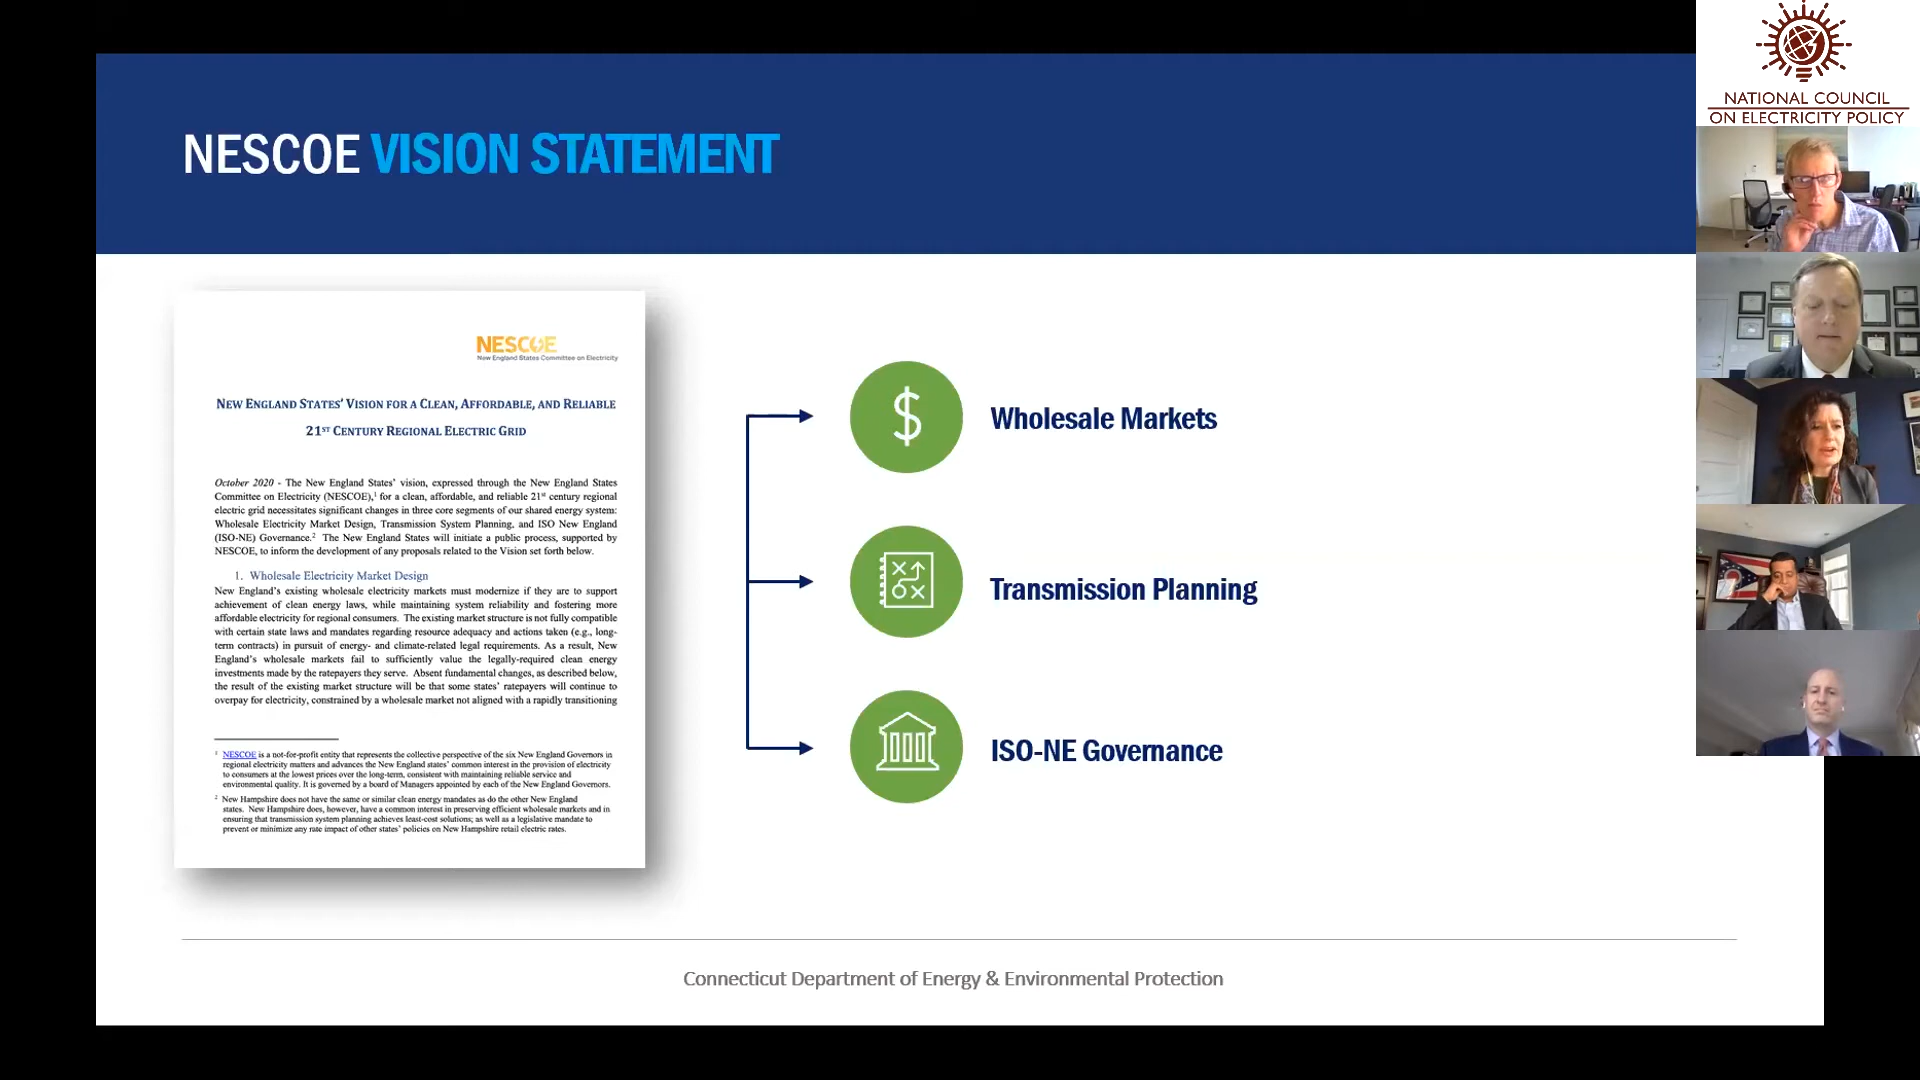 NATIONAL COUNCIL
ON ELECTRICITY POLICY
NESCOE VISION STATEMENT
NESCOE
New England States Committee on Electricity
NEW ENGLAND STATES' VISION FOR A CLEAN, AFFORDABLE, AND RELIABLE
21ST CENTURY REGIONAL ELECTRIC GRID
October 2020 - The New England States' vision, expressed through the New England States
Committee on Electricity (NESCOE),1 for a clean, affordable, and reliable 21st century regional
electric grid necessitates significant changes in three core segments of our shared energy system:
Wholesale Electricity Market Design, Transmission System Planning, and ISO New England
(ISO-NE) Governance.2 The New England States will initiate a public process, supported by
NESCOE, to inform the development of any proposals related to the Vision set forth below.
1. Wholesale Electricity Market Design
New England's existing wholesale electricity markets must modernize if they are to support
achievement of clean energy laws, while maintaining system reliability and fostering more
affordable electricity for regional consumers. The existing market structure is not fully compatible
with certain state laws and mandates regarding resource adequacy and actions taken (e.g., long-
term contracts) in pursuit of energy- and climate-related legal requirements. As a result, New
England's wholesale markets fail to sufficiently value the legally-required clean energy
investments made by the ratepayers they serve. Absent fundamental changes, as described below,
the result of the existing market structure will be that some states' ratepayers will continue to
overpay for electricity, constrained by a wholesale market not aligned with a rapidly transitioning
1 NESCOE is a not-for-profit entity that represents the collective perspective of the six New England Governors in
regional electricity matters and advances the New England states' common interest in the provision of electricity
to consumers at the lowest prices over the long-term, consistent with maintaining reliable service and
environmental quality. It is governed by a board of Managers appointed by each of the New England Governors.
2 New Hampshire does not have the same or similar clean energy mandates as do the other New England
states. New Hampshire does, however, have a common interest in preserving efficient wholesale markets and in
ensuring that transmission system planning achieves least-cost solutions; as well as a legislative mandate to
prevent or minimize any rate impact of other states' policies on New Hampshire retail electric rates.
$
Wholesale Markets
Transmission Planning
ISO-NE Governance
Connecticut Department of Energy & Environmental Protection